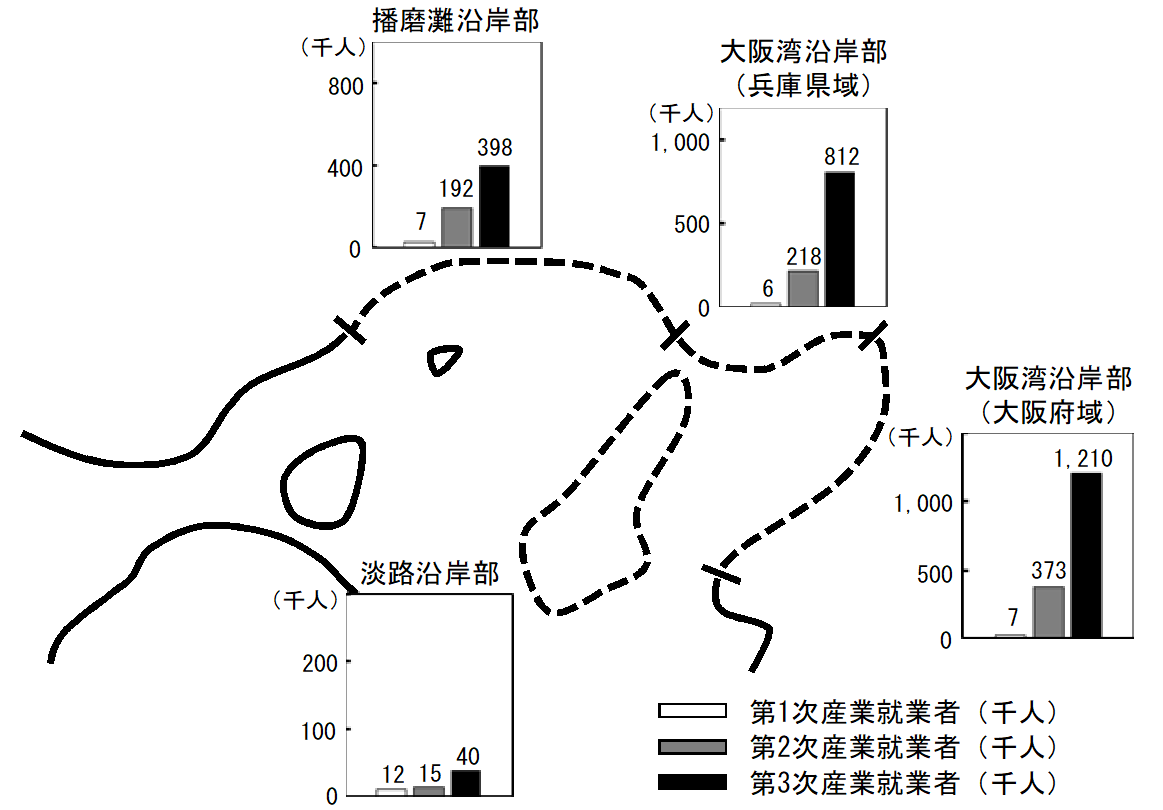 播磨灘沿岸部
(千人)
800
400
0
7
192
398
大阪湾沿岸部
(兵庫県域)
(千人)
1,000
500
0
6
218
812
大阪湾沿岸部
(大阪府域)
(千人)
1,000
500
0
7
373
1,210
淡路沿岸部
(千人)
200
100
0
12
15
40
第1次産業就業者(千人)
第2次産業就業者(千人)
第3次産業就業者(千人)